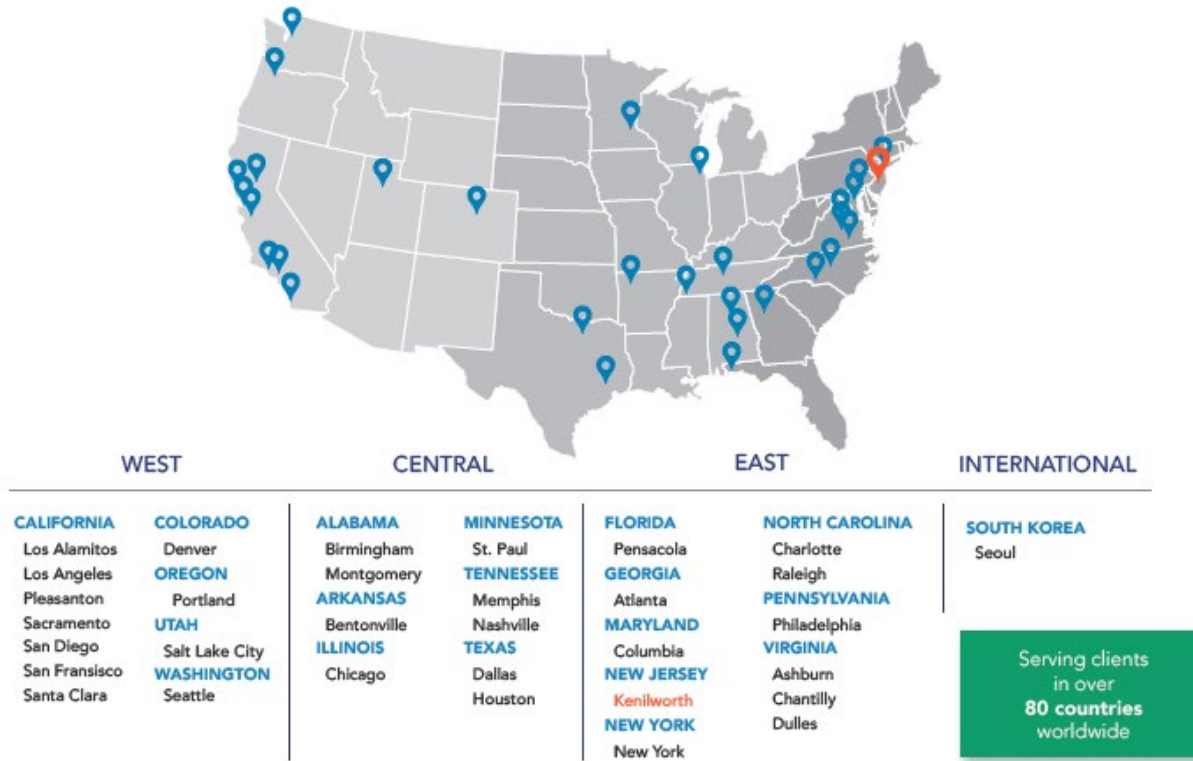 WEST
CENTRAL
EAST
INTERNATIONAL
CALIFORNIA
Los Alamitos
Los Angeles
Pleasanton
Sacramento
San Diego
San Fransisco
Santa Clara
COLORADO
Denver
OREGON
Portland
UTAH
Salt Lake City
WASHINGTON
Seattle
ALABAMA
Birmingham
Montgomery
ARKANSAS
Bentonville
ILLINOIS
Chicago
MINNESOTA
St. Paul
TENNESSEE
Memphis
Nashville
TEXAS
Dallas
Houston
FLORIDA
Pensacola
GEORGIA
Atlanta
MARYLAND
Columbia
NEW JERSEY
Kenilworth
NEW YORK
New York
NORTH CAROLINA
Charlotte
Raleigh
PENNSYLVANIA
Philadelphia
VIRGINIA
Ashburn
Chantilly
Dulles
SOUTH KOREA
Seoul
Serving clients
in over
80 countries
worldwide